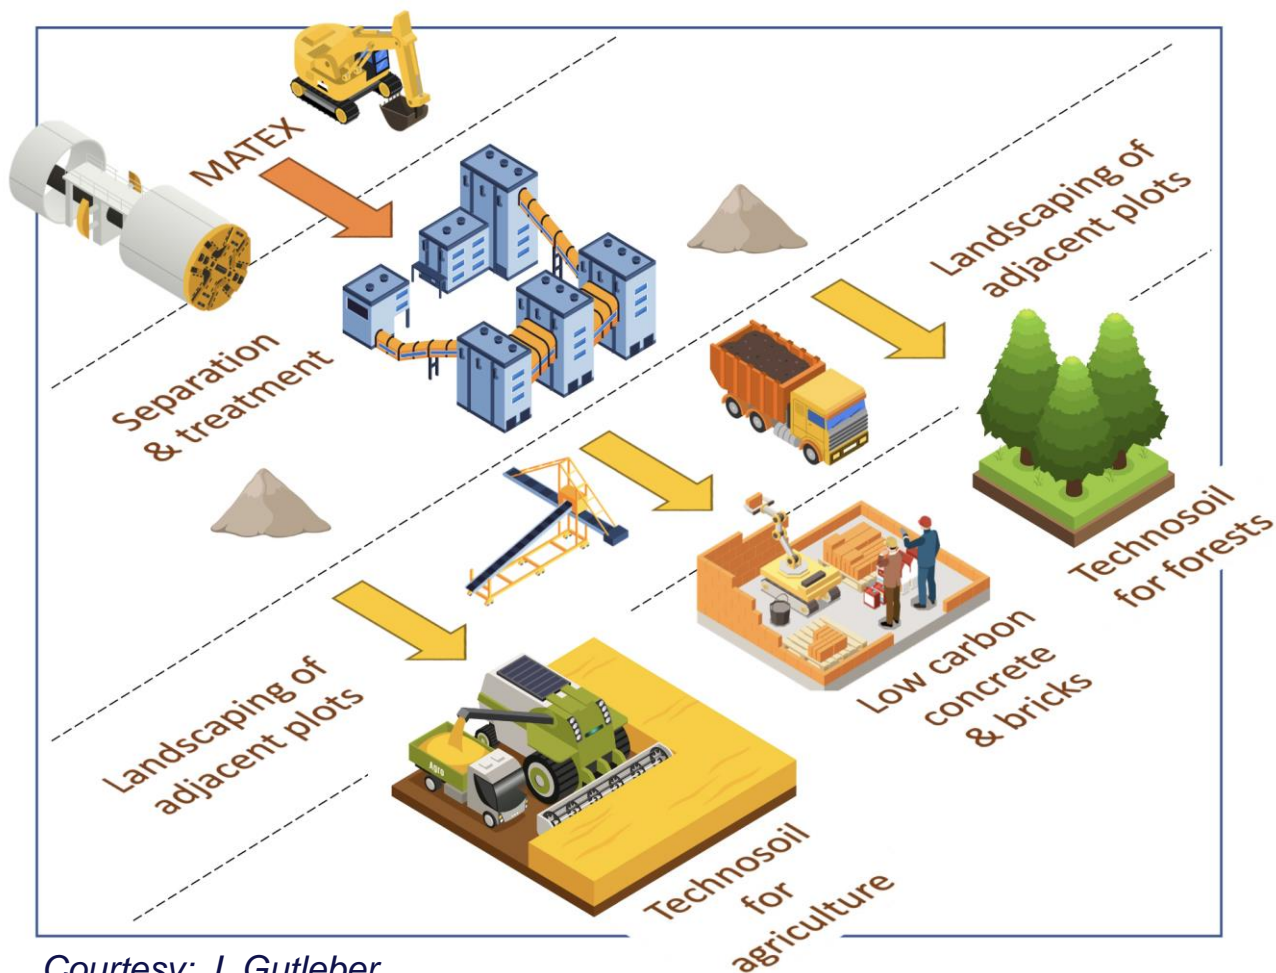 MATEX
Separation
& treatment
Landscaping of
adjacent plots
Landscaping of
adjacent plots
Technosoil
for forests
Low carbon
concrete
& bricks
Agro
Technosoil
for
agriculture
Courtesy: J. Gutleber